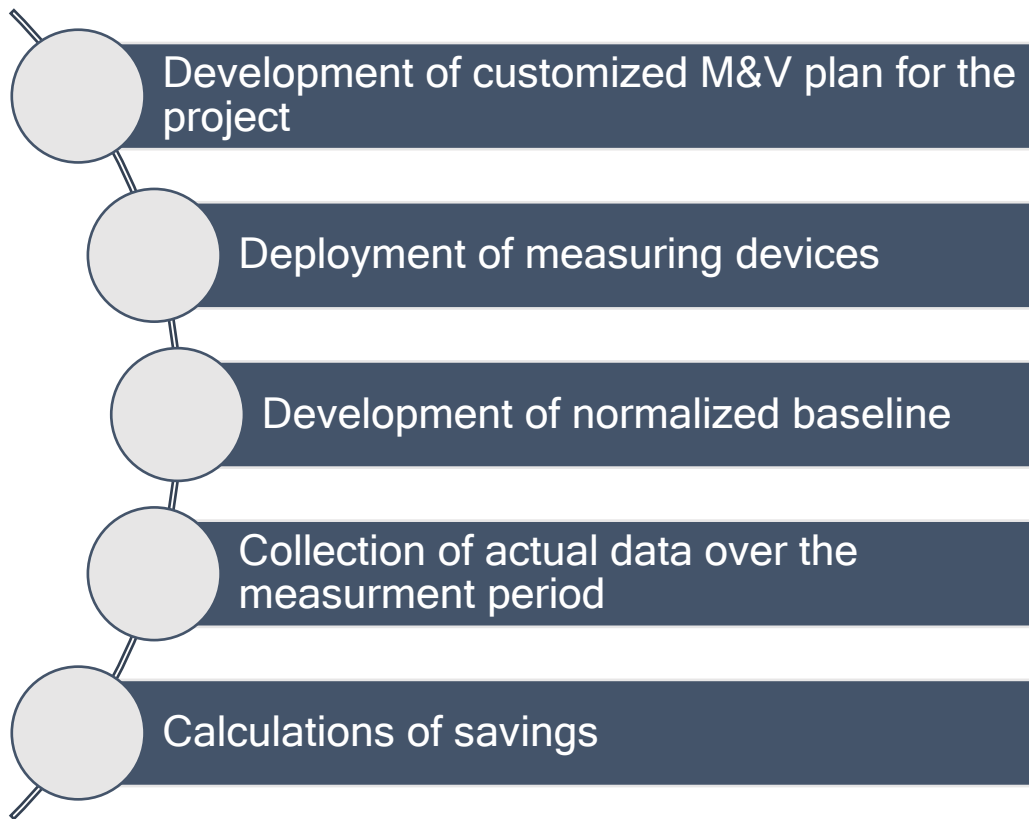 Development of customized M&V plan for the
project
Deployment of measuring devices
Development of normalized baseline
Collection of actual data over the
measurment period
Calculations of savings